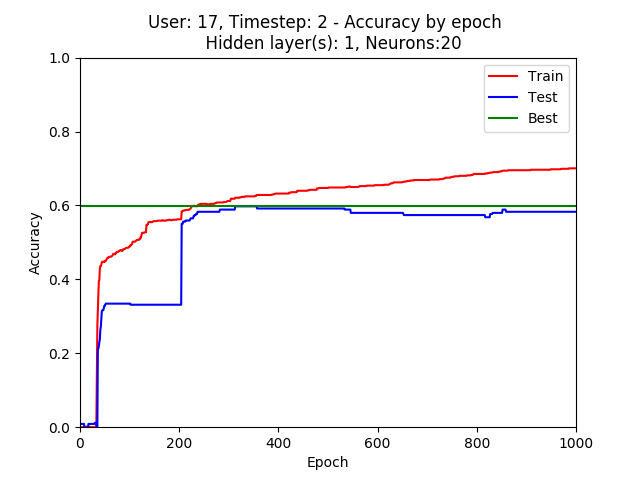 User: 17, Timestep: 2 - Accuracy by epoch
Hidden layer(s): 1, Neurons:20
1.0
0.8
0.6
0.4
0.2
0.0
Accuracy
Train
Test
Best
0 200 400 600 800 1000
Epoch